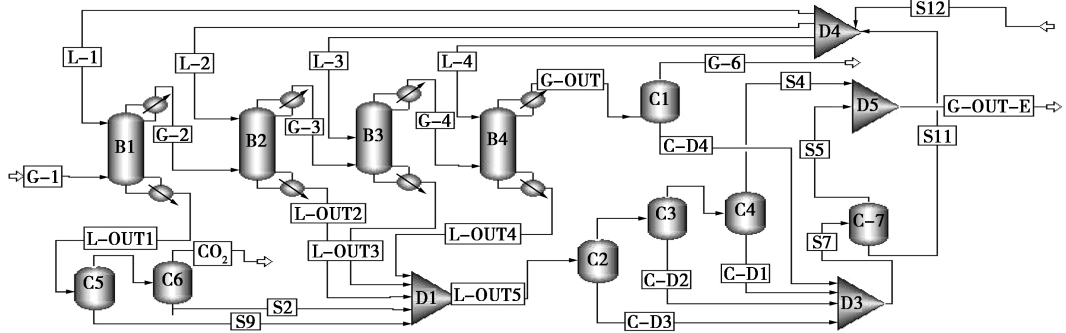 S12
D4
L-1
L-2
L-3
L-4
G-OUT
G-6
S4
C1
D5
G-OUT-E
B1
G-2
B2
G-3
B3
G-4
B4
C-D4
S5
S11
G-1
L-OUT1
L-OUT2
L-OUT3
L-OUT4
C3
C4
C-7
S7
CO₂
C5
C6
C2
C-D2
C-D1
D1
L-OUT5
D3
S2
S9
C-D3